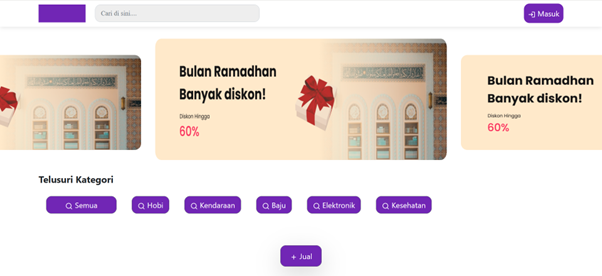 Cari di sini...
Masuk
Bulan Ramadhan
Banyak diskon!
Diskon Hingga
60%
Bulan Ramadhan
Banyak diskon!
Diskon Hingga
60%
Telusuri Kategori
Semua
Hobi
Kendaraan
Baju
Elektronik
Kesehatan
+ Jual